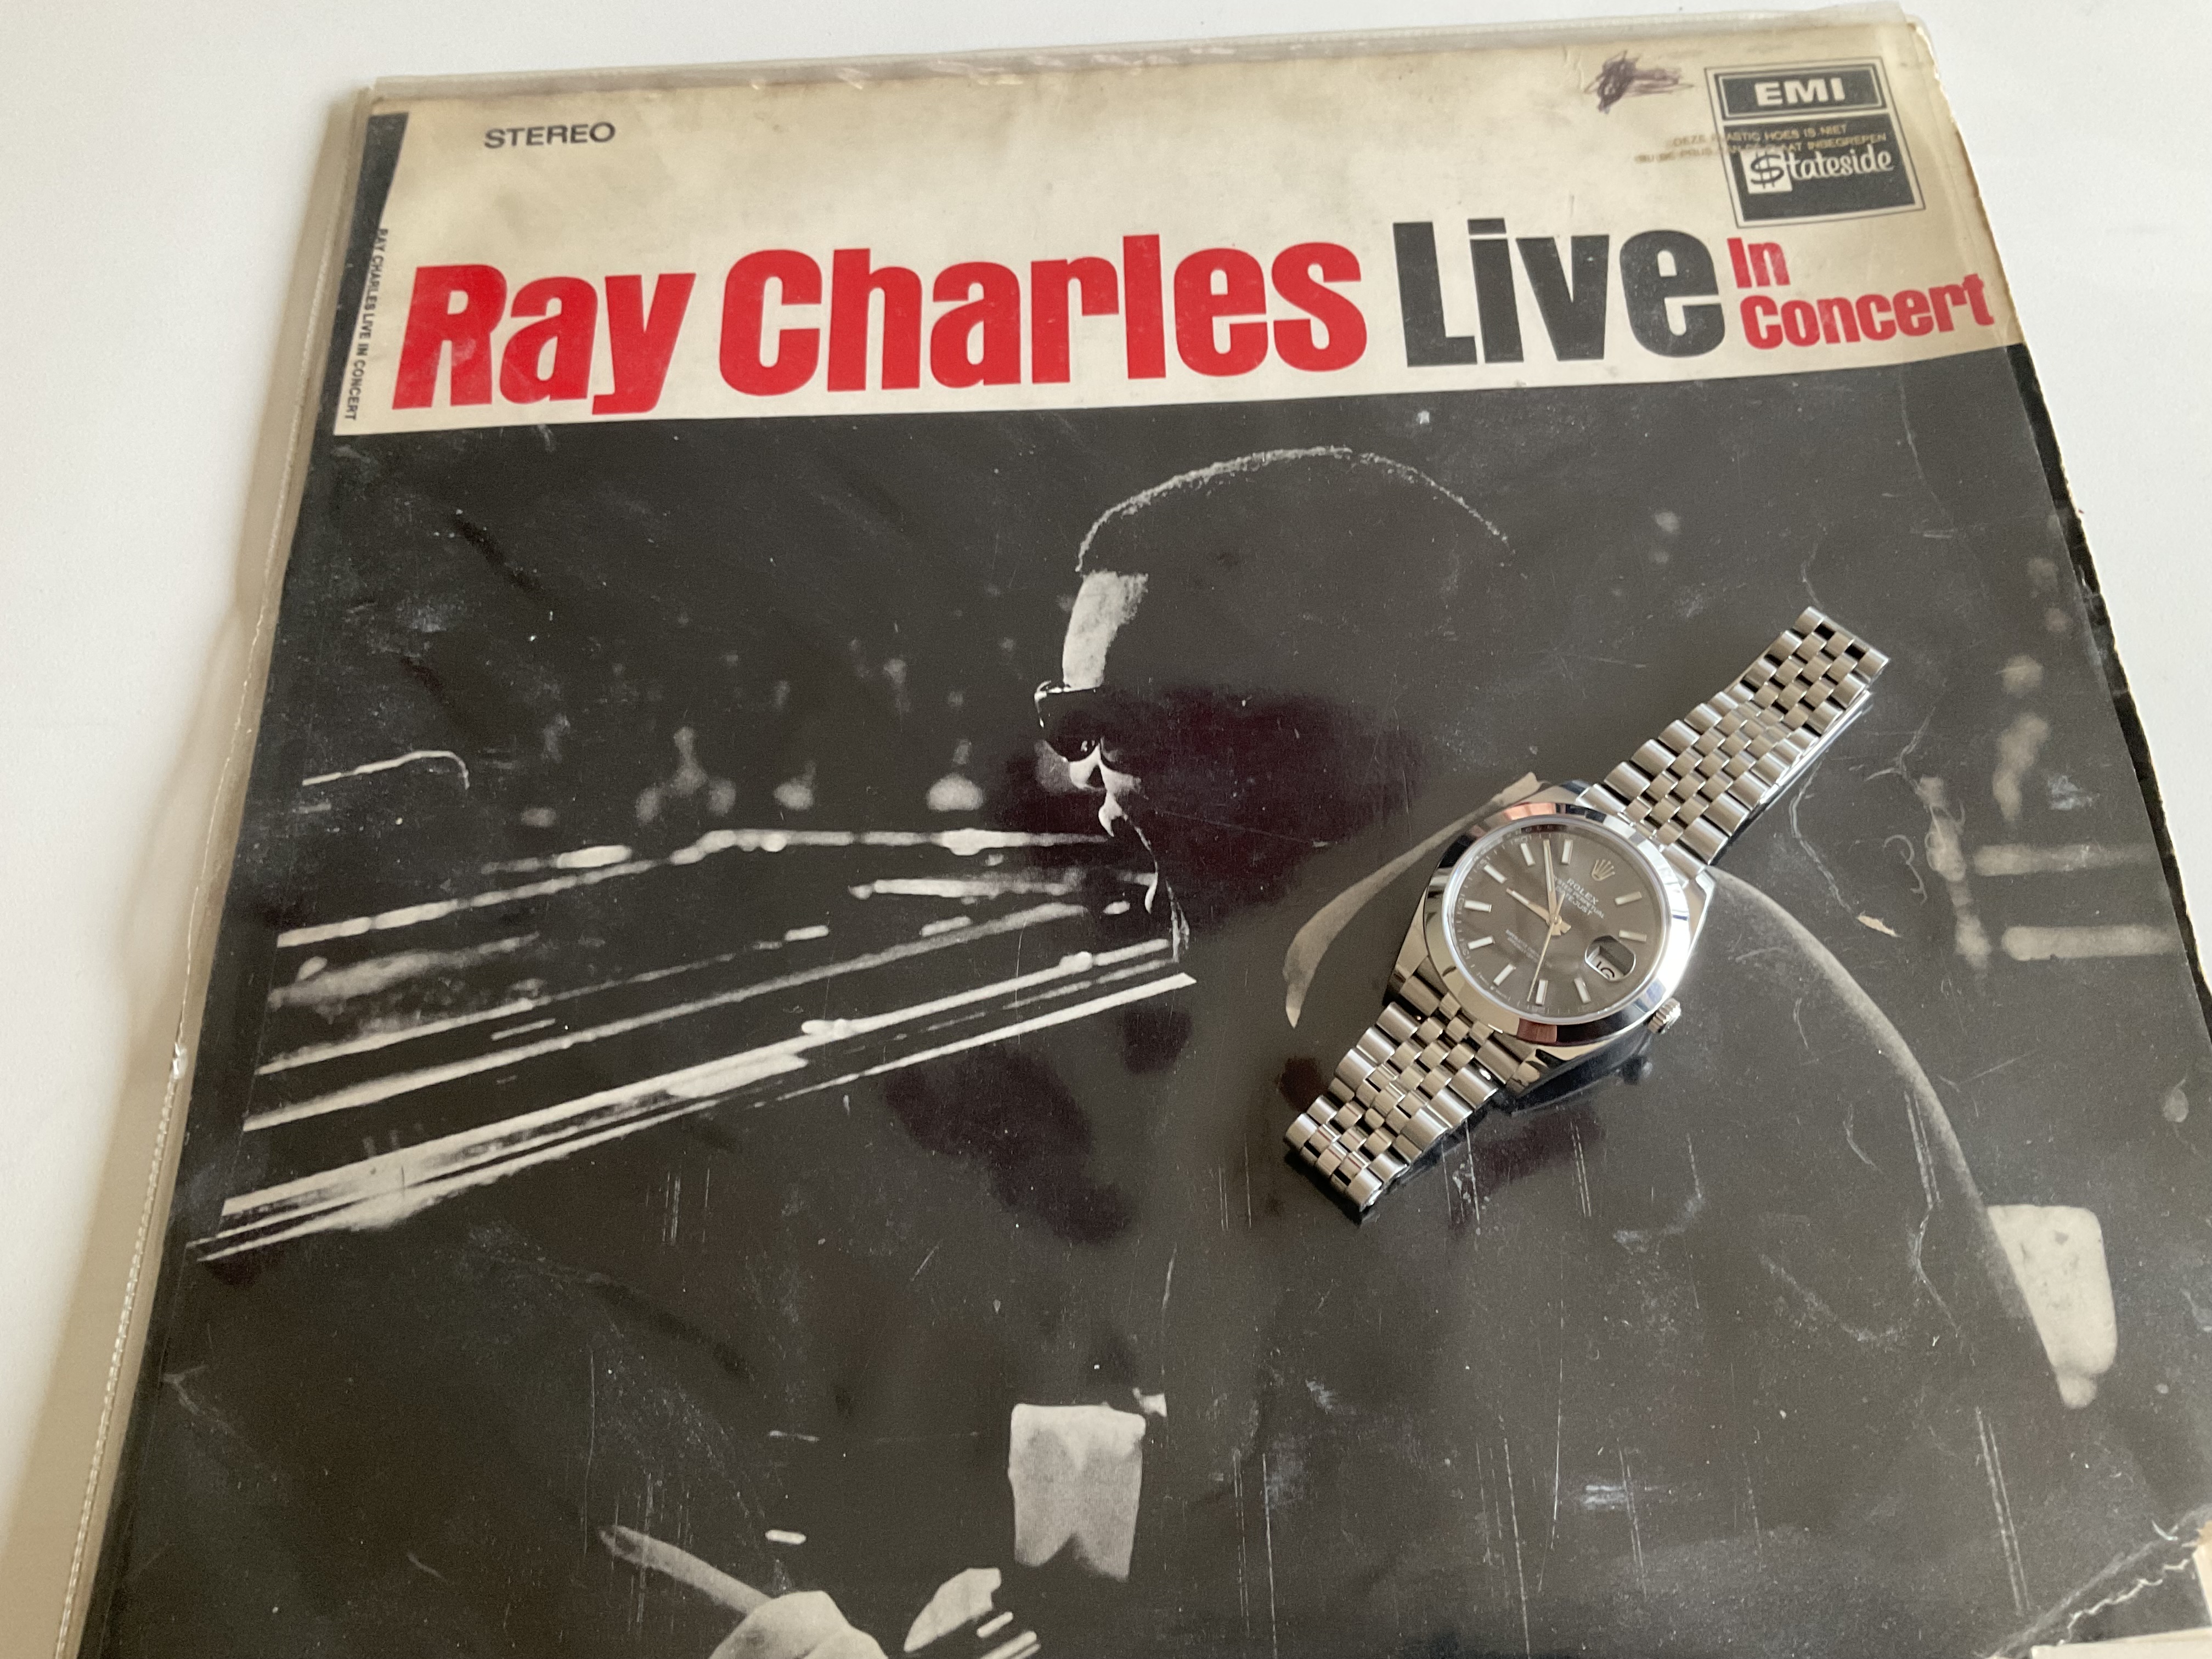 STEREO
EMI
DEZE PLASTIC HOES IS NIET
Stateside
Ray Charles Live In Concert
RAY CHARLES LIVE IN CONCERT
ROLEX